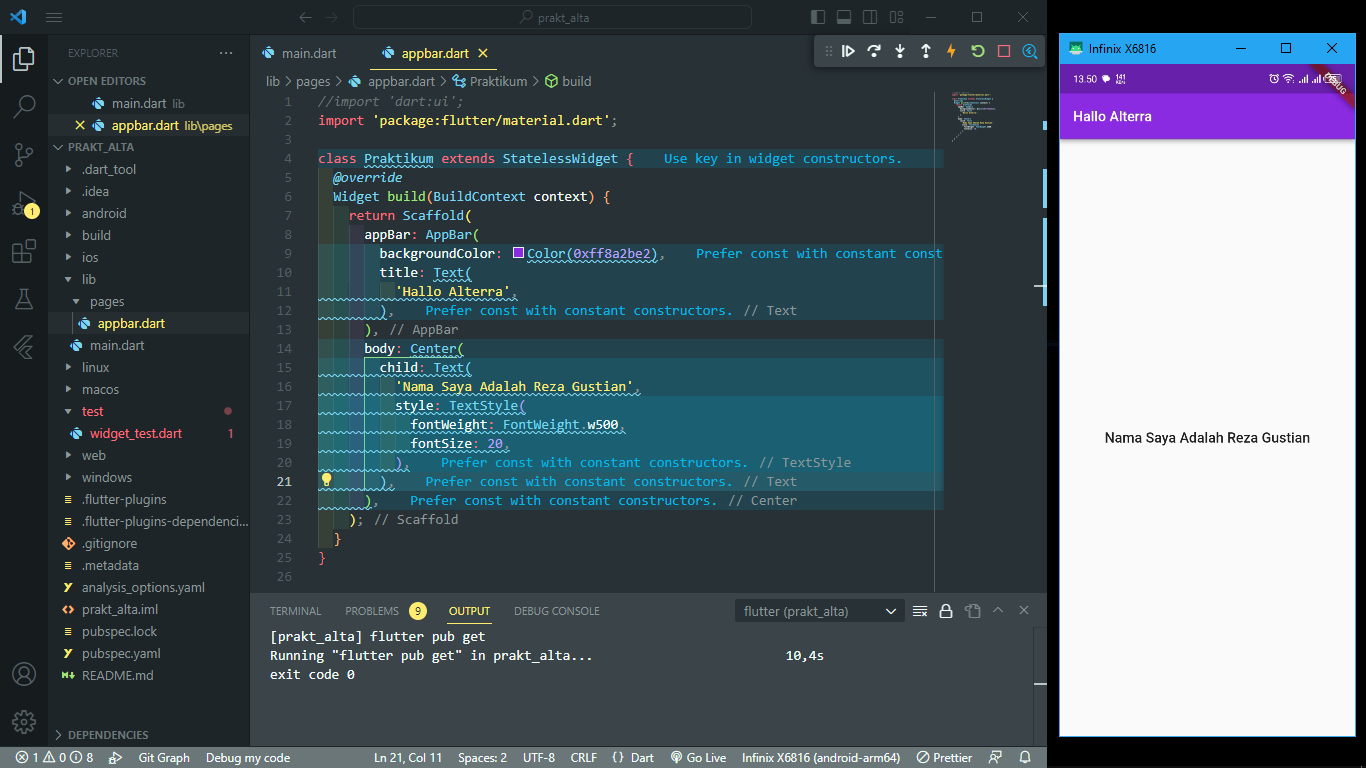 prakt_alta
EXPLORER
OPEN EDITORS
main.dart lib
appbar.dart lib\pages
PRAKT_ALTA
.dart_tool
.idea
android
build
ios
lib
pages
appbar.dart
main.dart
linux
macos
test
widget_test.dart 1
web
windows
.flutter-plugins
.flutter-plugins-dependenci...
.gitignore
.metadata
analysis_options.yaml
prakt_alta.iml
pubspec.lock
pubspec.yaml
README.md
DEPENDENCIES
1
main.dart
appbar.dart
lib > pages > appbar.dart > Praktikum > build
1 //import 'dart:ui';
2 import 'package:flutter/material.dart';
3
4 class Praktikum extends StatelessWidget { Use key in widget constructors.
5 @override
6 Widget build(BuildContext context) {
7 return Scaffold(
8 appBar: AppBar(
9 backgroundColor: Color(0xff8a2be2), Prefer const with constant const
10 title: Text(
11 'Hallo Alterra',
12 ), Prefer const with constant constructors. // Text
13 ), // AppBar
14 body: Center(
15 child: Text(
16 'Nama Saya Adalah Reza Gustian',
17 style: TextStyle(
18 fontWeight: FontWeight.w500,
19 fontSize: 20,
20 ), Prefer const with constant constructors. // TextStyle
21 ), Prefer const with constant constructors. // Text
22 ), Prefer const with constant constructors. // Center
23 ); // Scaffold
24 }
25 }
26
TERMINAL PROBLEMS 9 OUTPUT DEBUG CONSOLE flutter (prakt_alta)
[prakt_alta] flutter pub get
Running "flutter pub get" in prakt_alta... 10,4s
exit code 0
1 0 8 Git Graph Debug my code Ln 21, Col 11 Spaces: 2 UTF-8 CRLF {} Dart Go Live Infinix X6816 (android-arm64) Prettier
Infinix X6816
13.50
DEBUG
Hallo Alterra
Nama Saya Adalah Reza Gustian